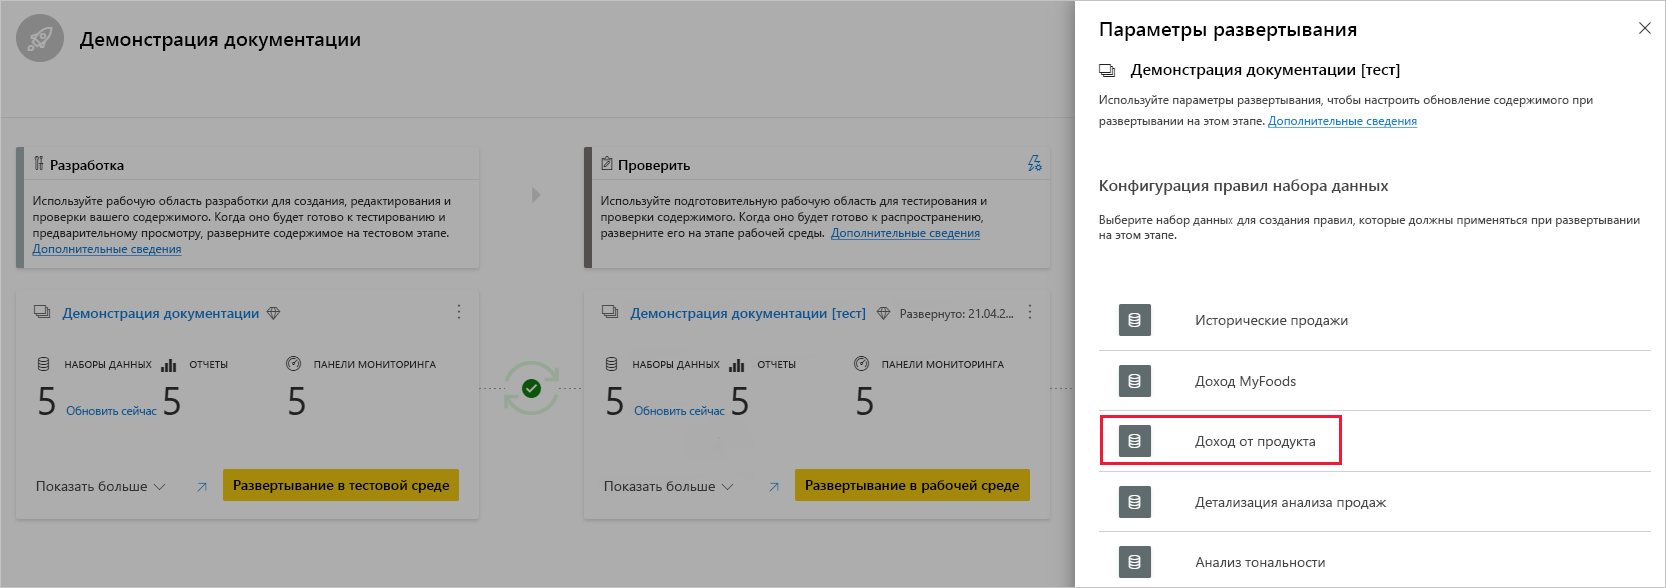 Демонстрация документации
Разработка
Используйте рабочую область разработки для создания, редактирования и
проверки вашего содержимого. Когда оно будет готово к тестированию и
предварительному просмотру, разверните содержимое на тестовом этапе.
Дополнительные сведения
Проверить
Используйте подготовительную рабочую область для тестирования и
проверки содержимого. Когда оно будет готово к распространению,
разверните его на этапе рабочей среды. Дополнительные сведения
Демонстрация документации
НАБОРЫ ДАННЫХ ОТЧЕТЫ ПАНЕЛИ МОНИТОРИНГА
5 Обновить сейчас 5 5
Показать больше Развертывание в тестовой среде
Демонстрация документации [тест] Развернуто: 21.04.2...
НАБОРЫ ДАННЫХ ОТЧЕТЫ ПАНЕЛИ МОНИТОРИНГА
5 Обновить сейчас 5 5
Показать больше Развертывание в рабочей среде
Параметры развертывания
Демонстрация документации [тест]
Используйте параметры развертывания, чтобы настроить обновление содержимого при
развертывании на этом этапе. Дополнительные сведения
Конфигурация правил набора данных
Выберите набор данных для создания правил, которые должны применяться при развертывании
на этом этапе.
Исторические продажи
Доход MyFoods
Доход от продукта
Детализация анализа продаж
Анализ тональности